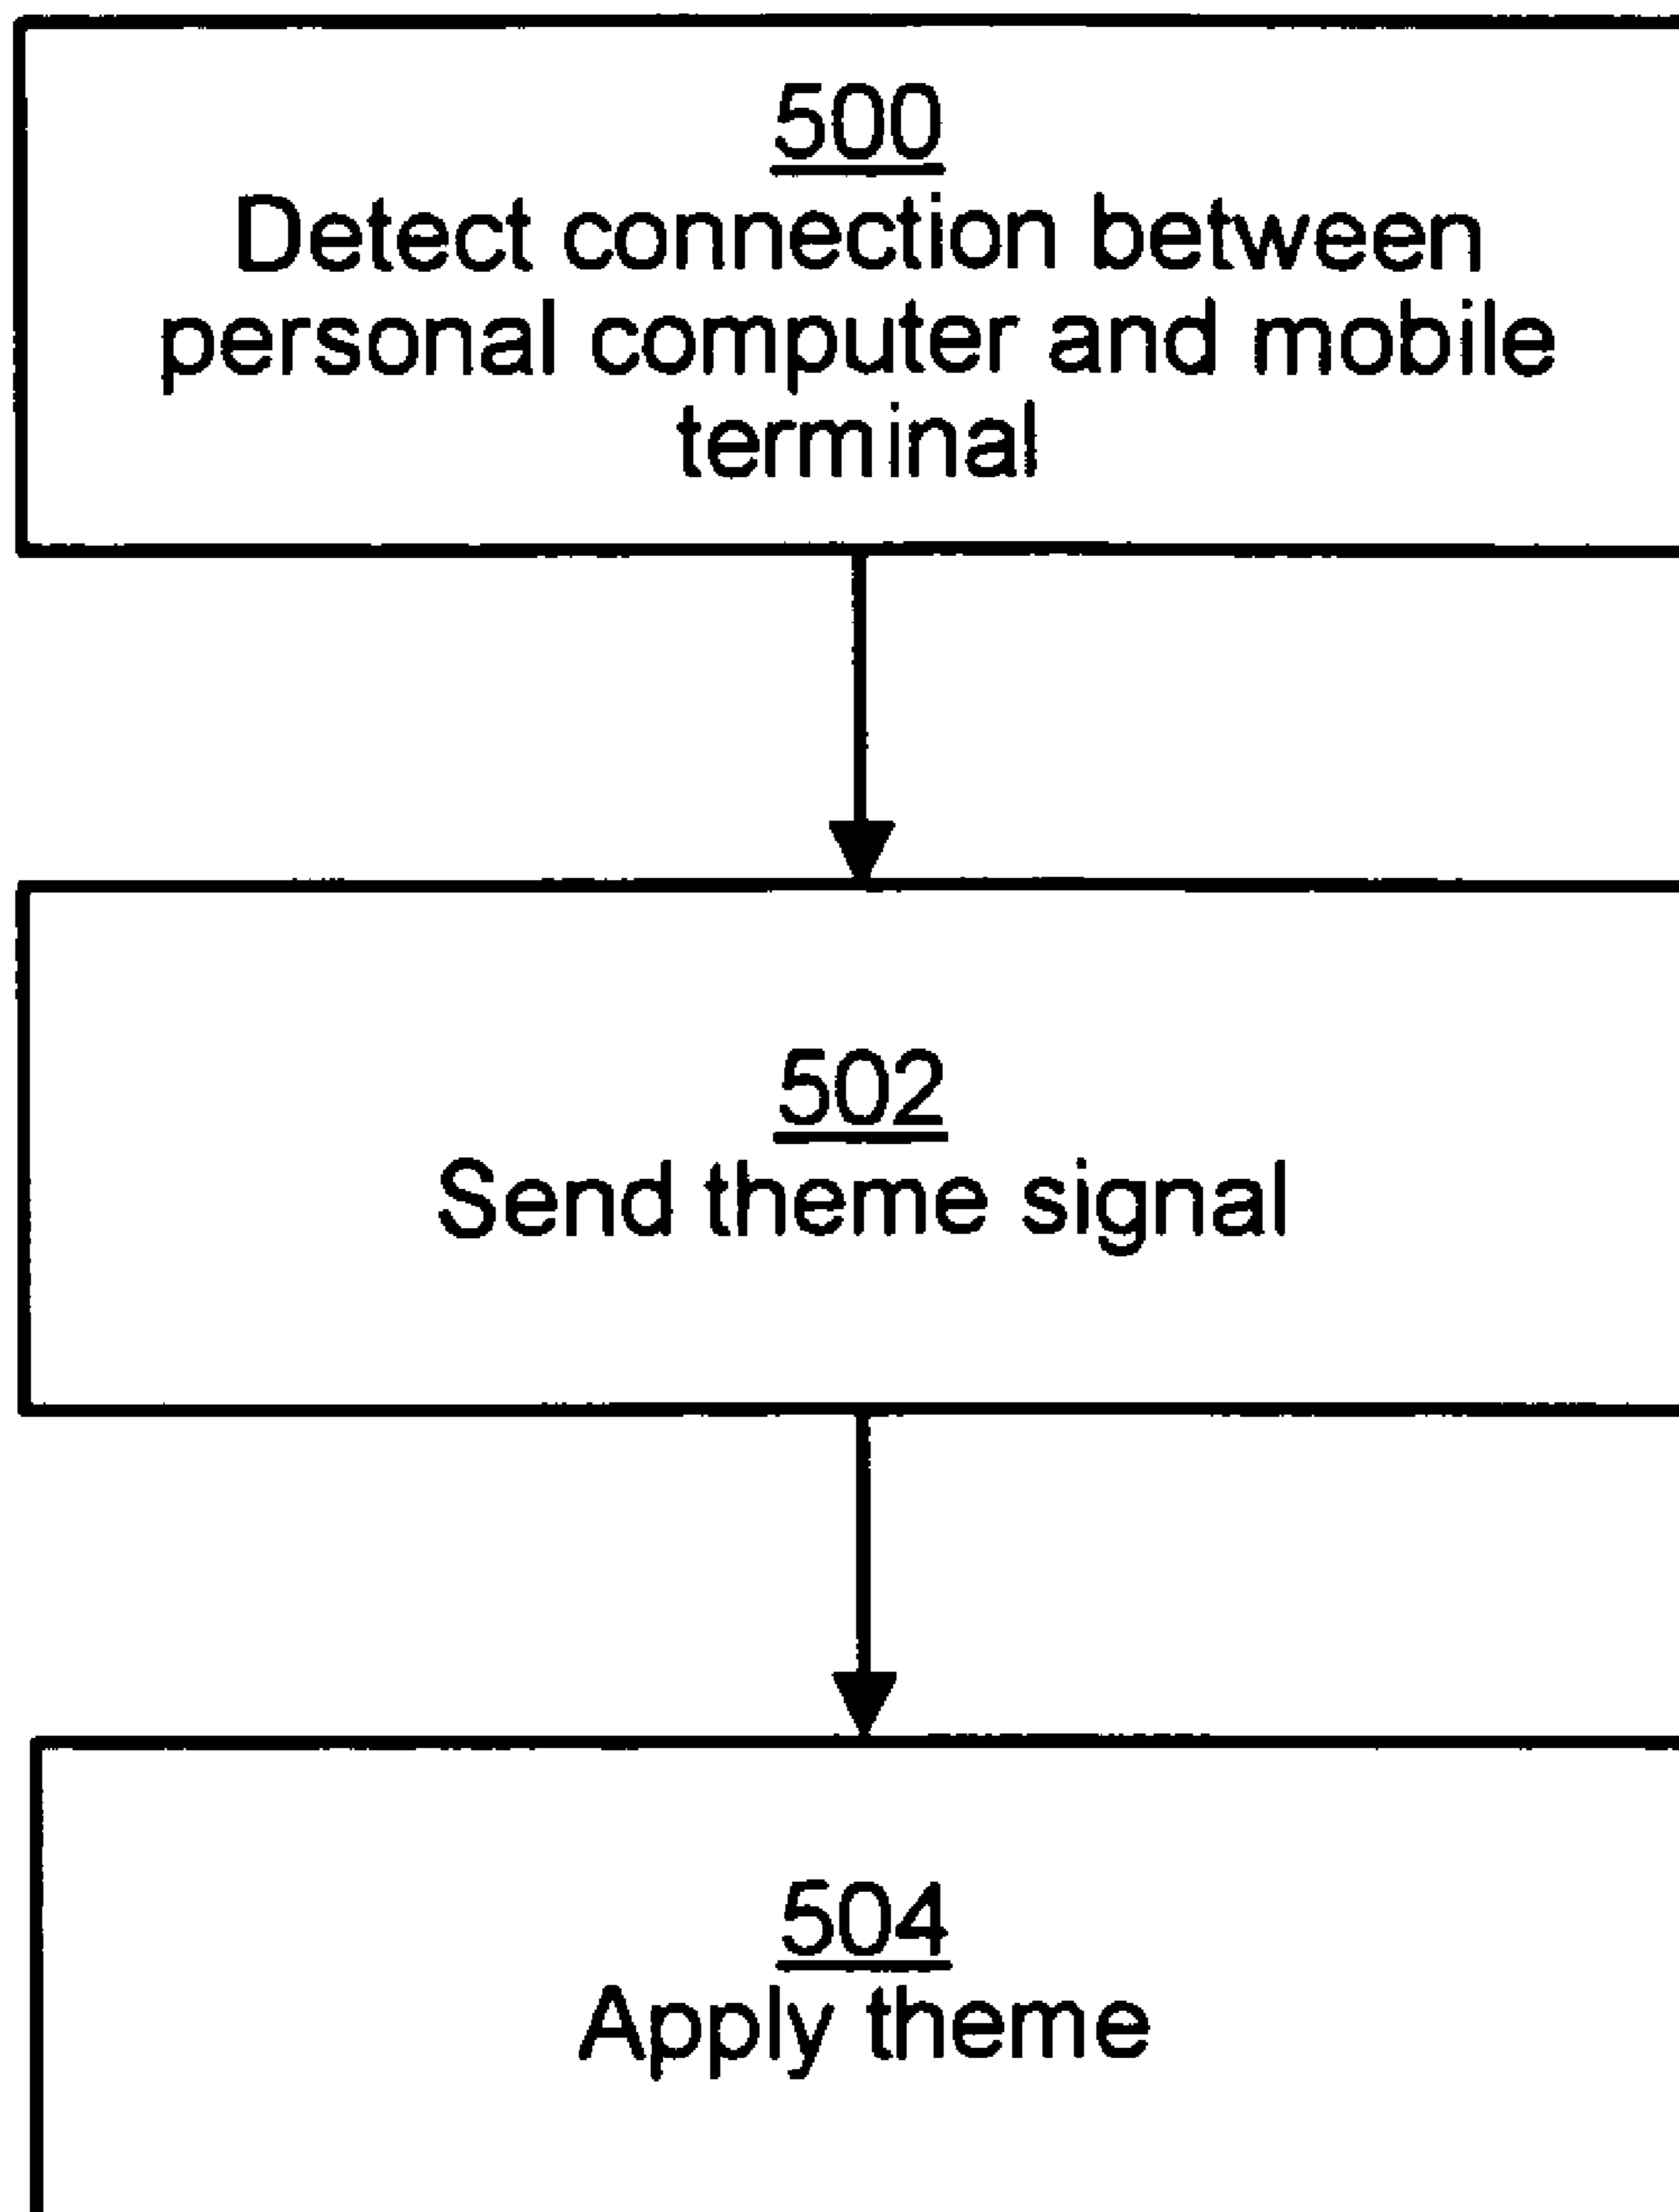 500
Detect connection between
personal computer and mobile
terminal
502
Send theme signal
504
Apply theme